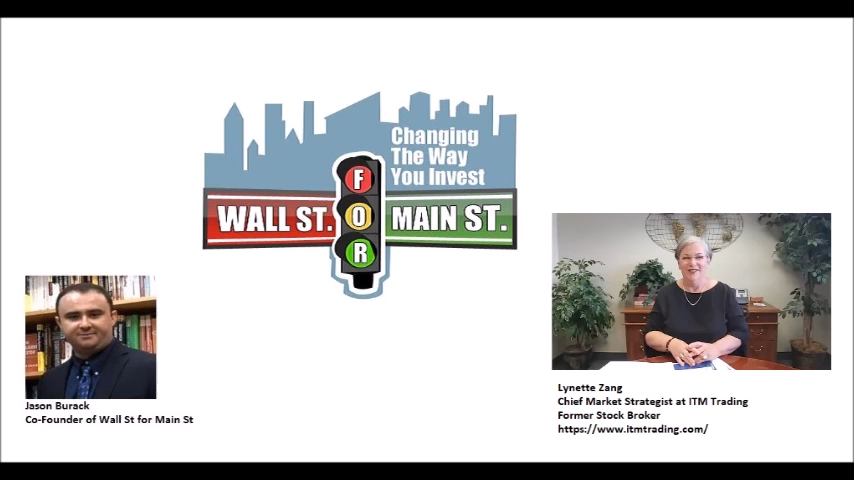 Changing
The Way
You Invest
WALL ST. FOR MAIN ST.
Jason Burack
Co-Founder of Wall St for Main St
Lynette Zang
Chief Market Strategist at ITM Trading
Former Stock Broker
https://www.itmtrading.com/